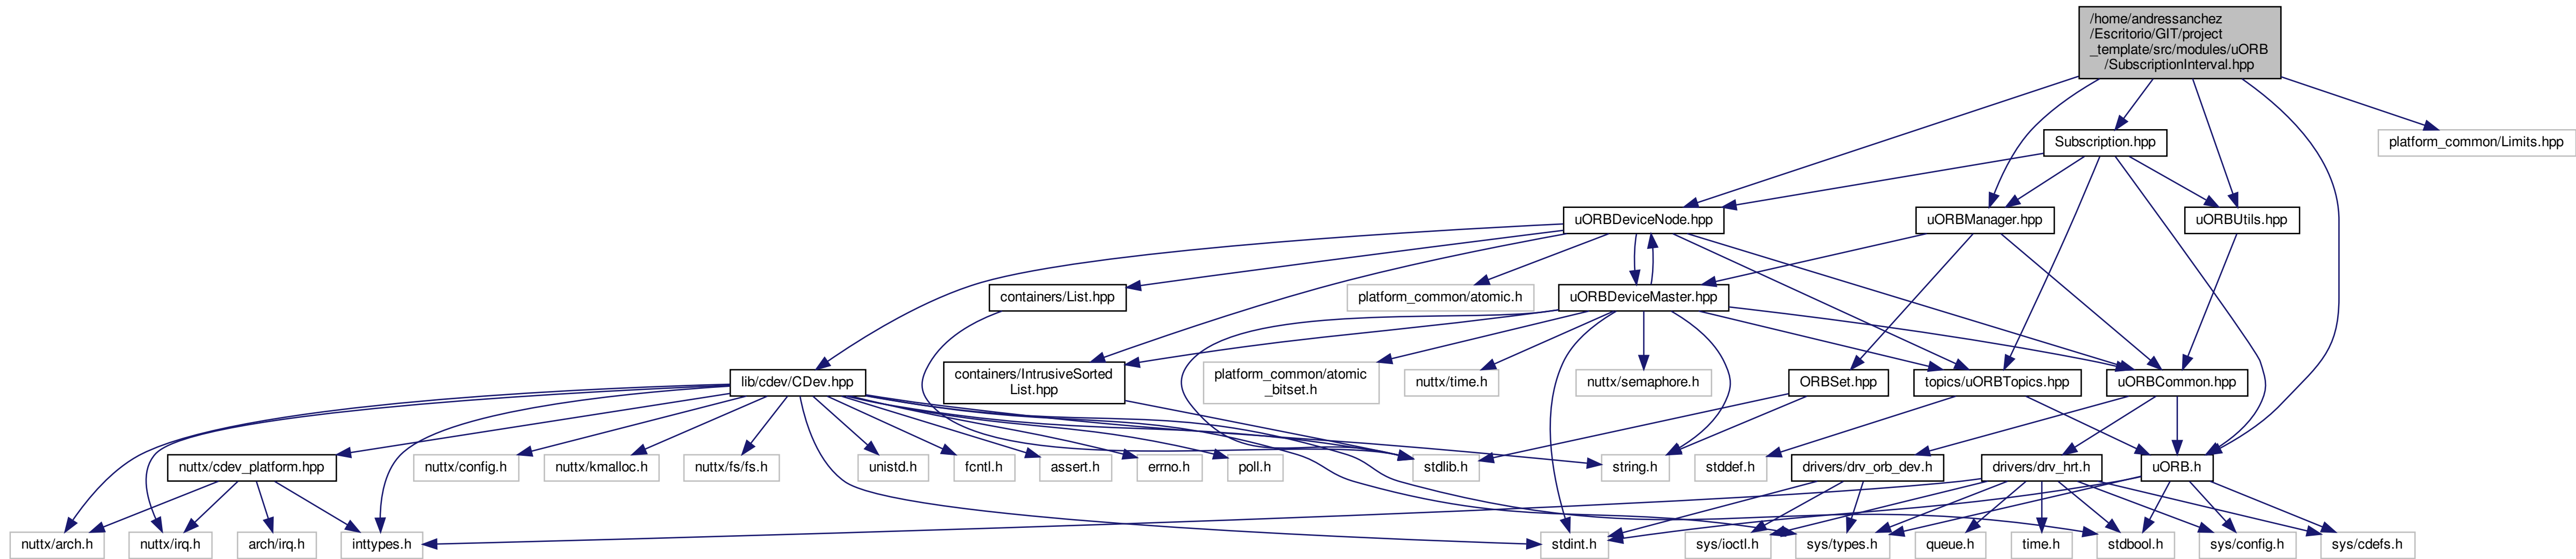 /home/andressanchez
/Escritorio/GIT/project
_template/src/modules/uORB
/SubscriptionInterval.hpp
Subscription.hpp
platform_common/Limits.hpp
uORBDeviceNode.hpp
uORBManager.hpp
uORBUtils.hpp
containers/List.hpp
platform_common/atomic.h
uORBDeviceMaster.hpp
lib/cdev/CDev.hpp
containers/IntrusiveSorted
List.hpp
platform_common/atomic
_bitset.h
nuttx/time.h
nuttx/semaphore.h
ORBSet.hpp
topics/uORBTopics.hpp
uORBCommon.hpp
nuttx/cdev_platform.hpp
nuttx/config.h
nuttx/kmalloc.h
nuttx/fs/fs.h
unistd.h
fcntl.h
assert.h
errno.h
poll.h
stdlib.h
string.h
stddef.h
drivers/drv_orb_dev.h
drivers/drv_hrt.h
uORB.h
nuttx/arch.h
nuttx/irq.h
arch/irq.h
inttypes.h
stdint.h
sys/ioctl.h
sys/types.h
queue.h
time.h
stdbool.h
sys/config.h
sys/cdefs.h